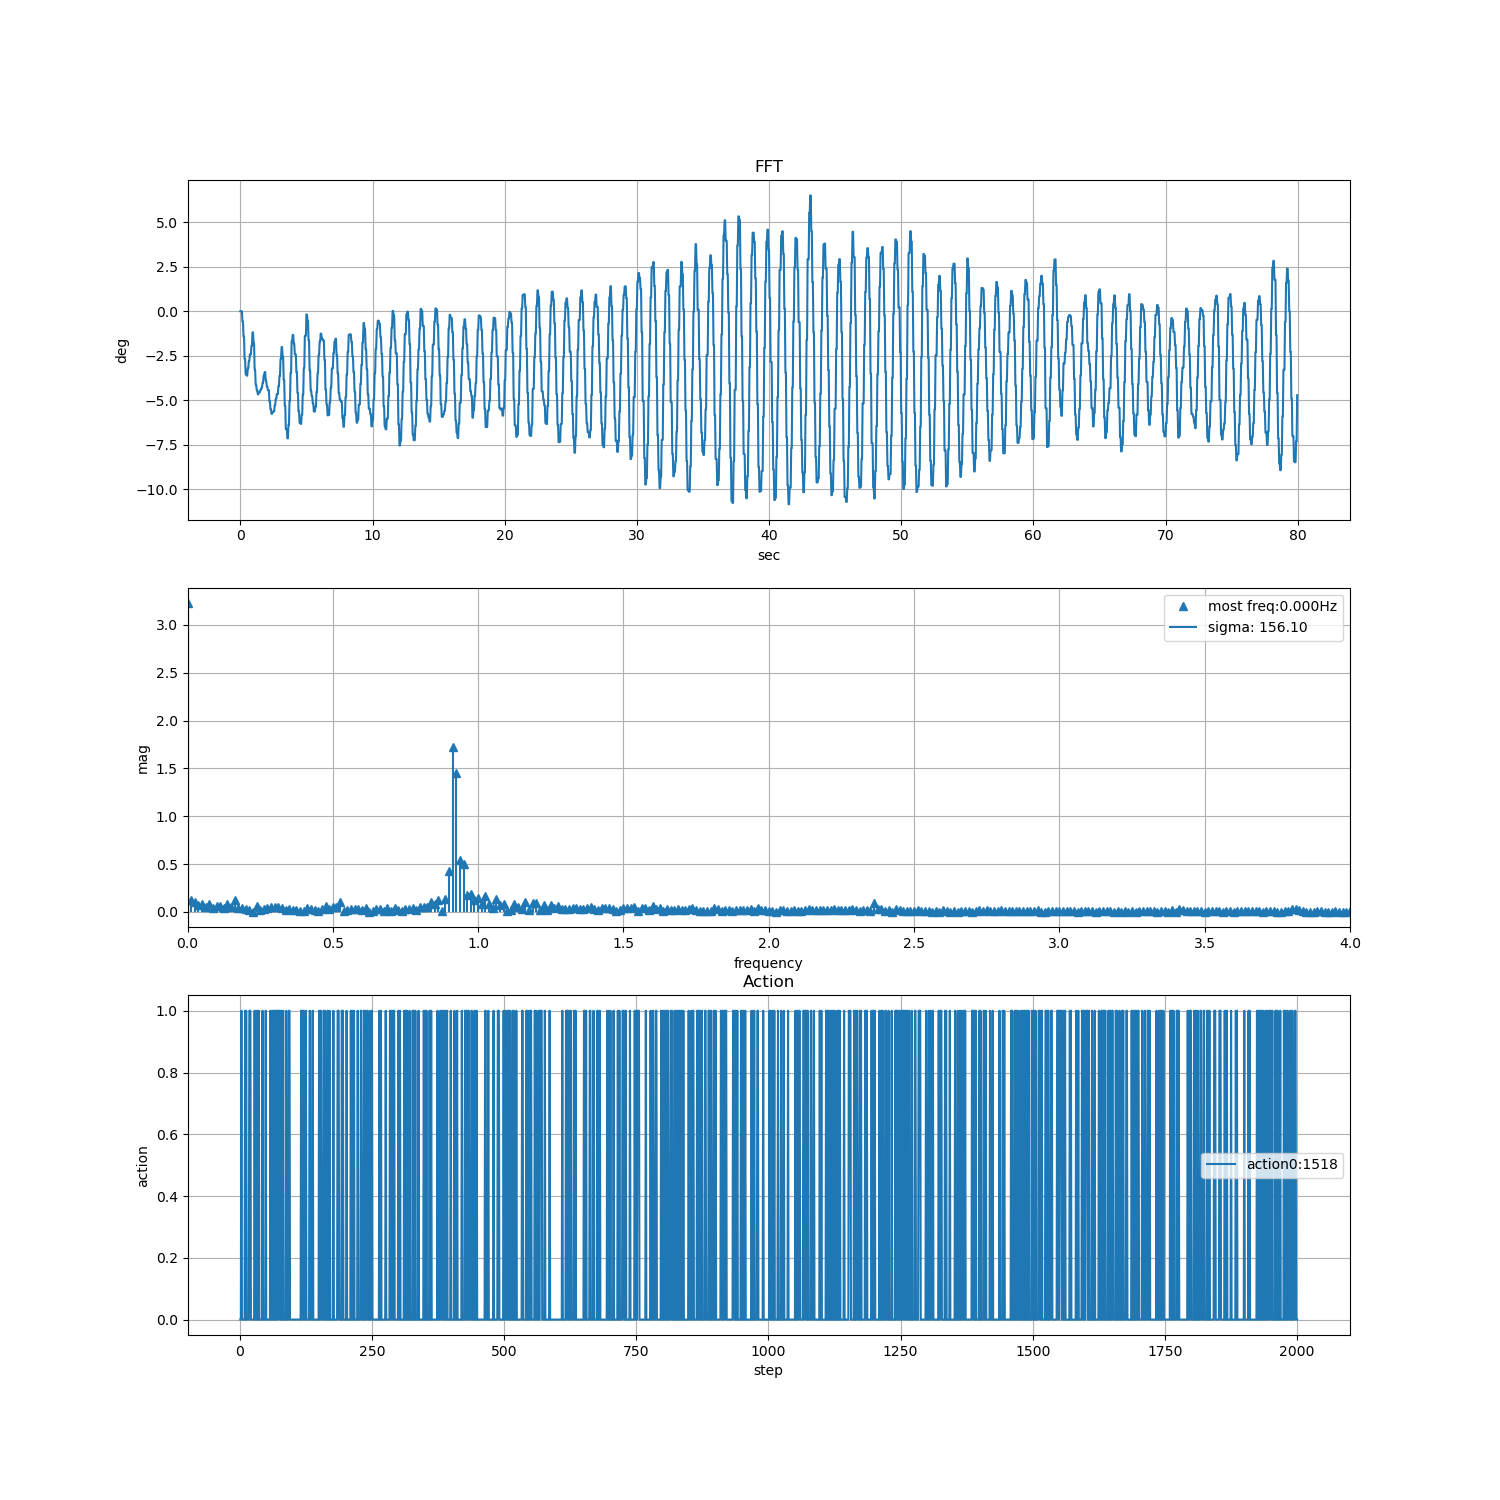 FFT
5.0
2.5
0.0
−2.5
−5.0
−7.5
−10.0
deg
0 10 20 30 40 50 60 70 80
sec
3.0
2.5
2.0
1.5
1.0
0.5
0.0
mag
most freq:0.000Hz
sigma: 156.10
0.0 0.5 1.0 1.5 2.0 2.5 3.0 3.5 4.0
frequency
Action
1.0
0.8
0.6
0.4
0.2
0.0
action
action0:1518
0 250 500 750 1000 1250 1500 1750 2000
step